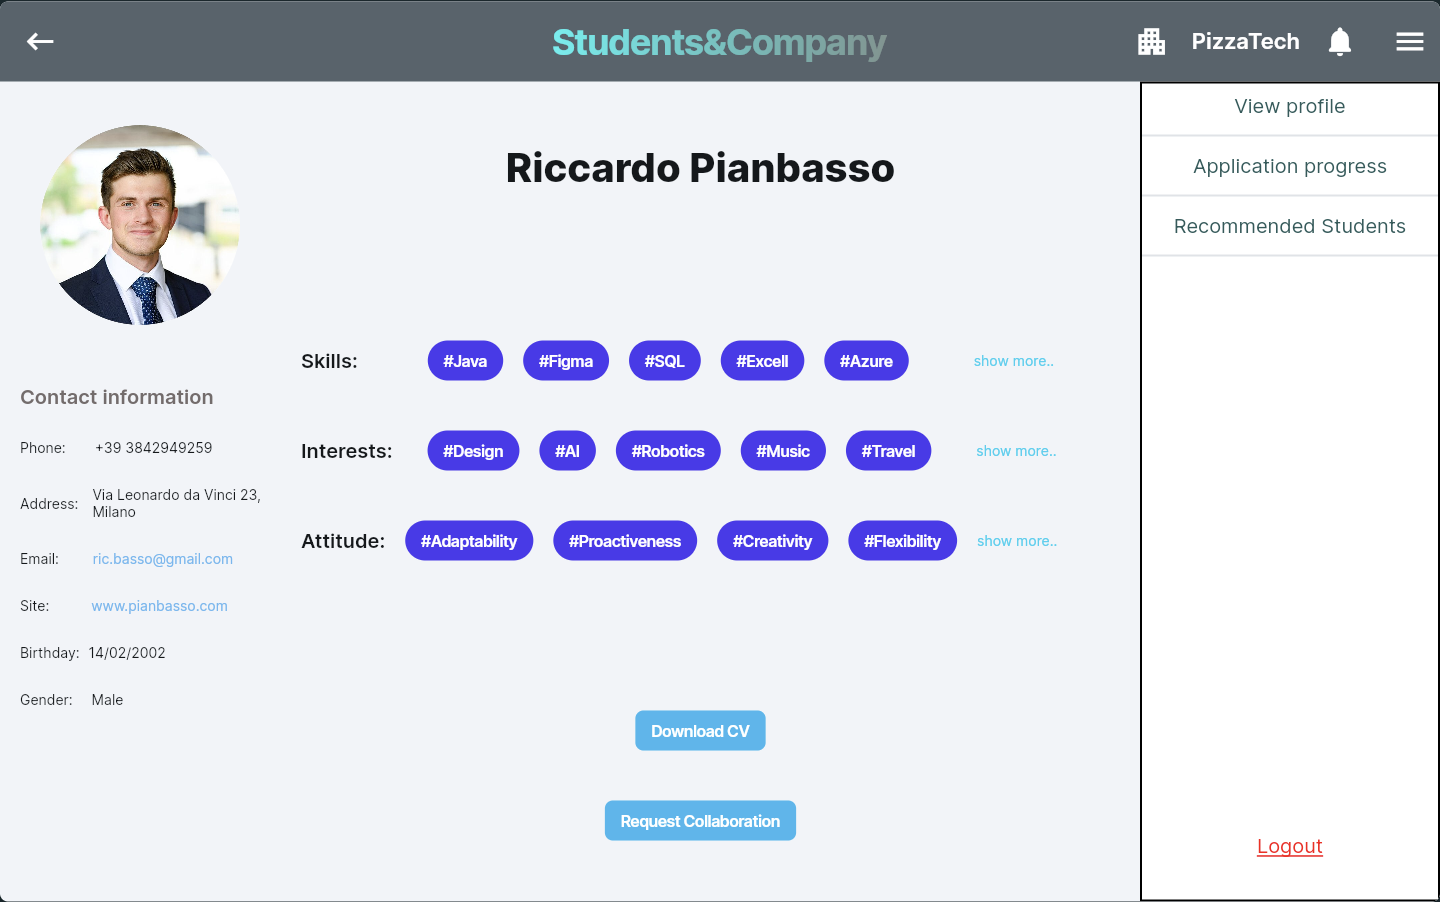 Students&Company
PizzaTech
View profile
Application progress
Recommended Students
Logout
Riccardo Pianbasso
Contact information
Phone: +39 3842949259
Address: Via Leonardo da Vinci 23,
Milano
Email: ric.basso@gmail.com
Site: www.pianbasso.com
Birthday: 14/02/2002
Gender: Male
Skills: #Java #Figma #SQL #Excell #Azure show more..
Interests: #Design #AI #Robotics #Music #Travel show more..
Attitude: #Adaptability #Proactiveness #Creativity #Flexibility show more..
Download CV
Request Collaboration